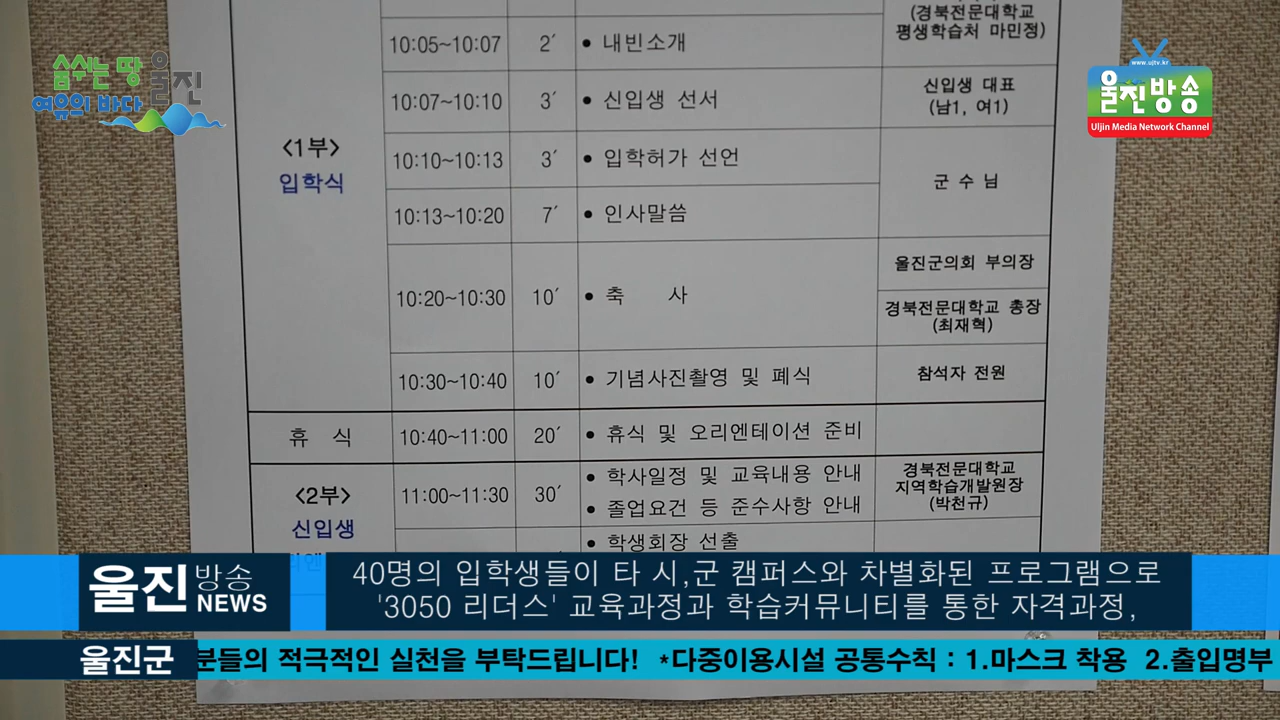 (경북전문대학교
평생학습처 마민정)
10:05~10:07 2′ • 내빈소개
숨쉬는 땅 울진
여유의 바다
www.ujtv.kr
울진방송
Uljin Media Network Channel
10:07~10:10 3′ • 신입생 선서
신입생 대표
(남1, 여1)
<1부>
입학식
10:10~10:13 3′ • 입학허가 선언
군 수 님
10:13~10:20 7′ • 인사말씀
10:20~10:30 10′ • 축 사
울진군의회 부의장
경북전문대학교 총장
(최재혁)
10:30~10:40 10′ • 기념사진촬영 및 폐식 참석자 전원
휴 식 10:40~11:00 20′ • 휴식 및 오리엔테이션 준비
<2부>
신입생
11:00~11:30 30′ • 학사일정 및 교육내용 안내
• 졸업요건 등 준수사항 안내
경북전문대학교
지역학습개발원장
(박천규)
• 학생회장 선출
울진방송 NEWS
40명의 입학생들이 타 시,군 캠퍼스와 차별화된 프로그램으로
'3050 리더스' 교육과정과 학습커뮤니티를 통한 자격과정,
울진군 분들의 적극적인 실천을 부탁드립니다! *다중이용시설 공통수칙 : 1.마스크 착용 2.출입명부